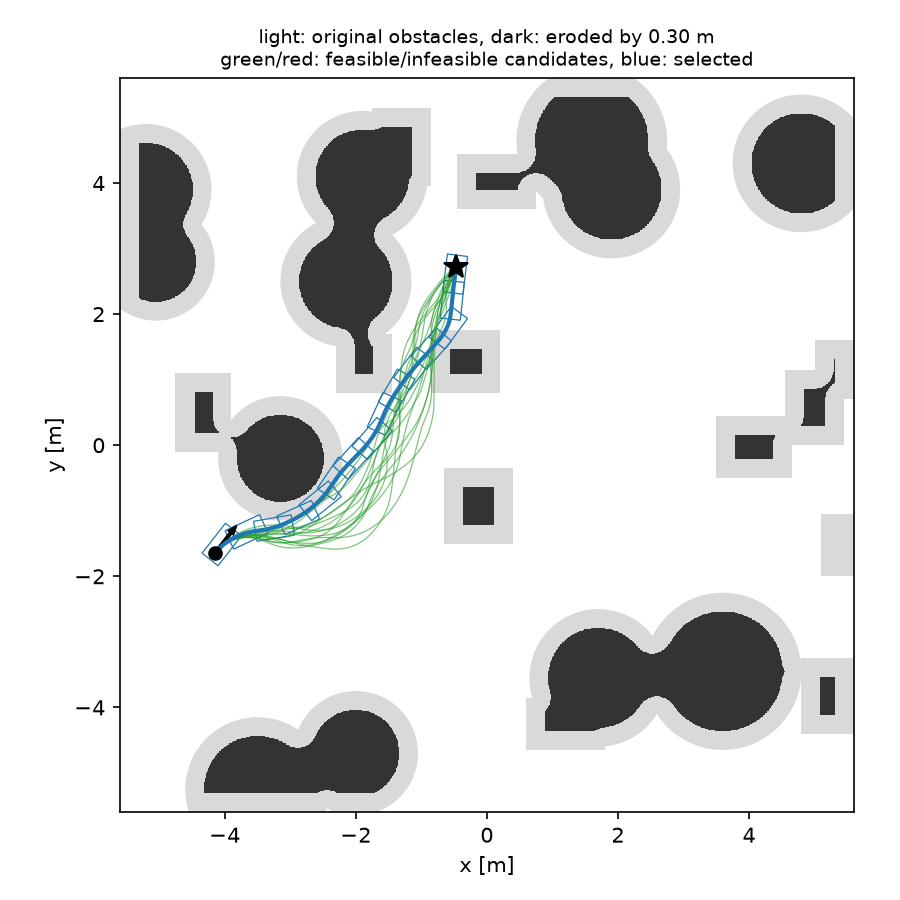 light: original obstacles, dark: eroded by 0.30 m
green/red: feasible/infeasible candidates, blue: selected
4
2
0
−2
−4
y [m]
−4
−2
0
2
4
x [m]